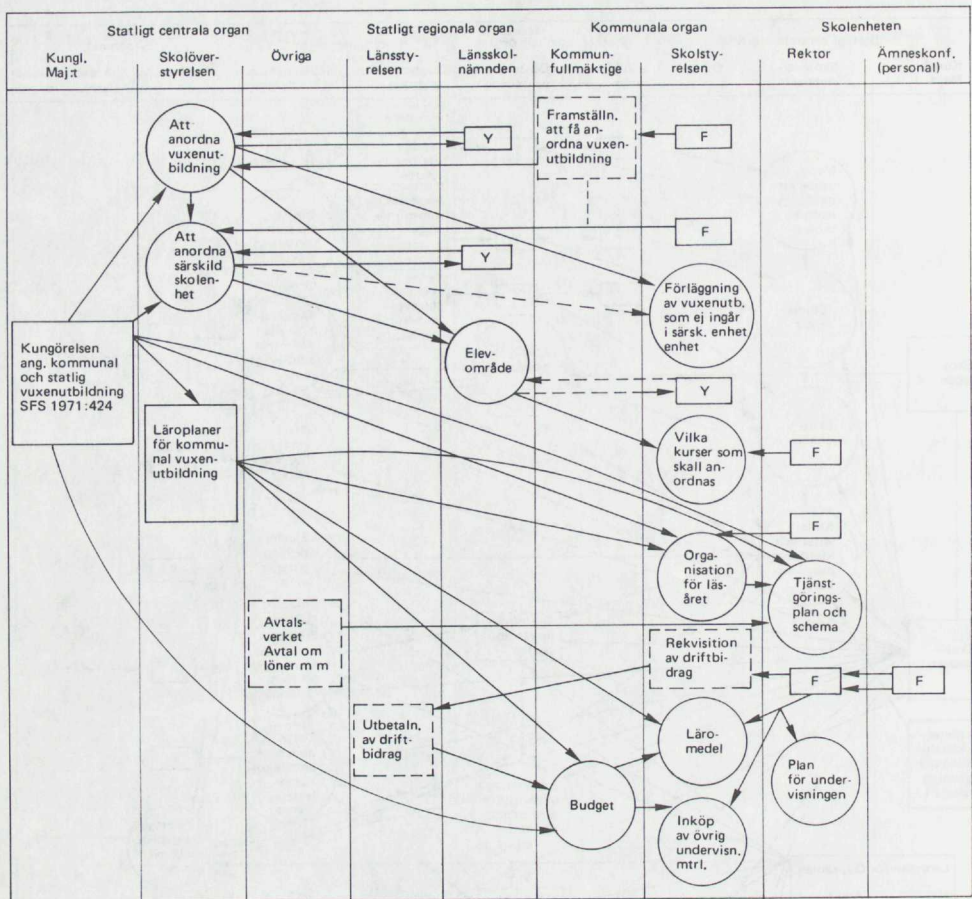 Statligt centrala organ
Statligt regionala organ
Kommunala organ
Skolenheten
Kungl.
Maj:t
Skolöver-
styrelsen
Övriga
Länssty-
relsen
Länsskol-
nämnden
Kommun-
fullmäktige
Skolsty-
relsen
Rektor
Ämneskonf.
(personal)
Att
anordna
vuxenut-
bildning
Y
Framställn.
att få an-
ordna vuxen-
utbildning
F
Att
anordna
särskild
skolen-
het
Y
F
Förläggning
av vuxenutb.
som ej ingår
i särsk. enhet
enhet
Kungörelsen
ang. kommunal
och statlig
vuxenutbildning
SFS 1971:424
Elev-
område
Y
Läroplaner
för kommu-
nal vuxen-
utbildning
Vilka
kurser som
skall an-
ordnas
F
F
Orga-
nisation
för läs-
året
Tjänst-
görings-
plan och
schema
Avtals-
verket
Avtal om
löner m m
Rekvisition
av driftbi-
drag
F
F
Utbetaln.
av drift-
bidrag
Läro-
medel
Plan
för under-
visningen
Budget
Inköp
av övrig
undervisn.
mtrl.